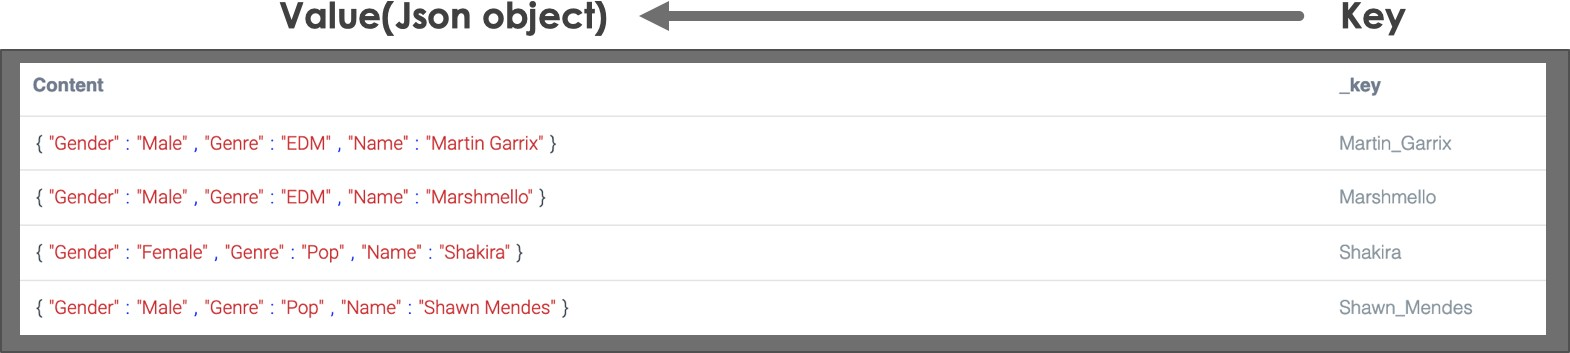 Value(Json object) Key
Content _key
{ "Gender" : "Male" , "Genre" : "EDM" , "Name" : "Martin Garrix" } Martin_Garrix
{ "Gender" : "Male" , "Genre" : "EDM" , "Name" : "Marshmello" } Marshmello
{ "Gender" : "Female" , "Genre" : "Pop" , "Name" : "Shakira" } Shakira
{ "Gender" : "Male" , "Genre" : "Pop" , "Name" : "Shawn Mendes" } Shawn_Mendes